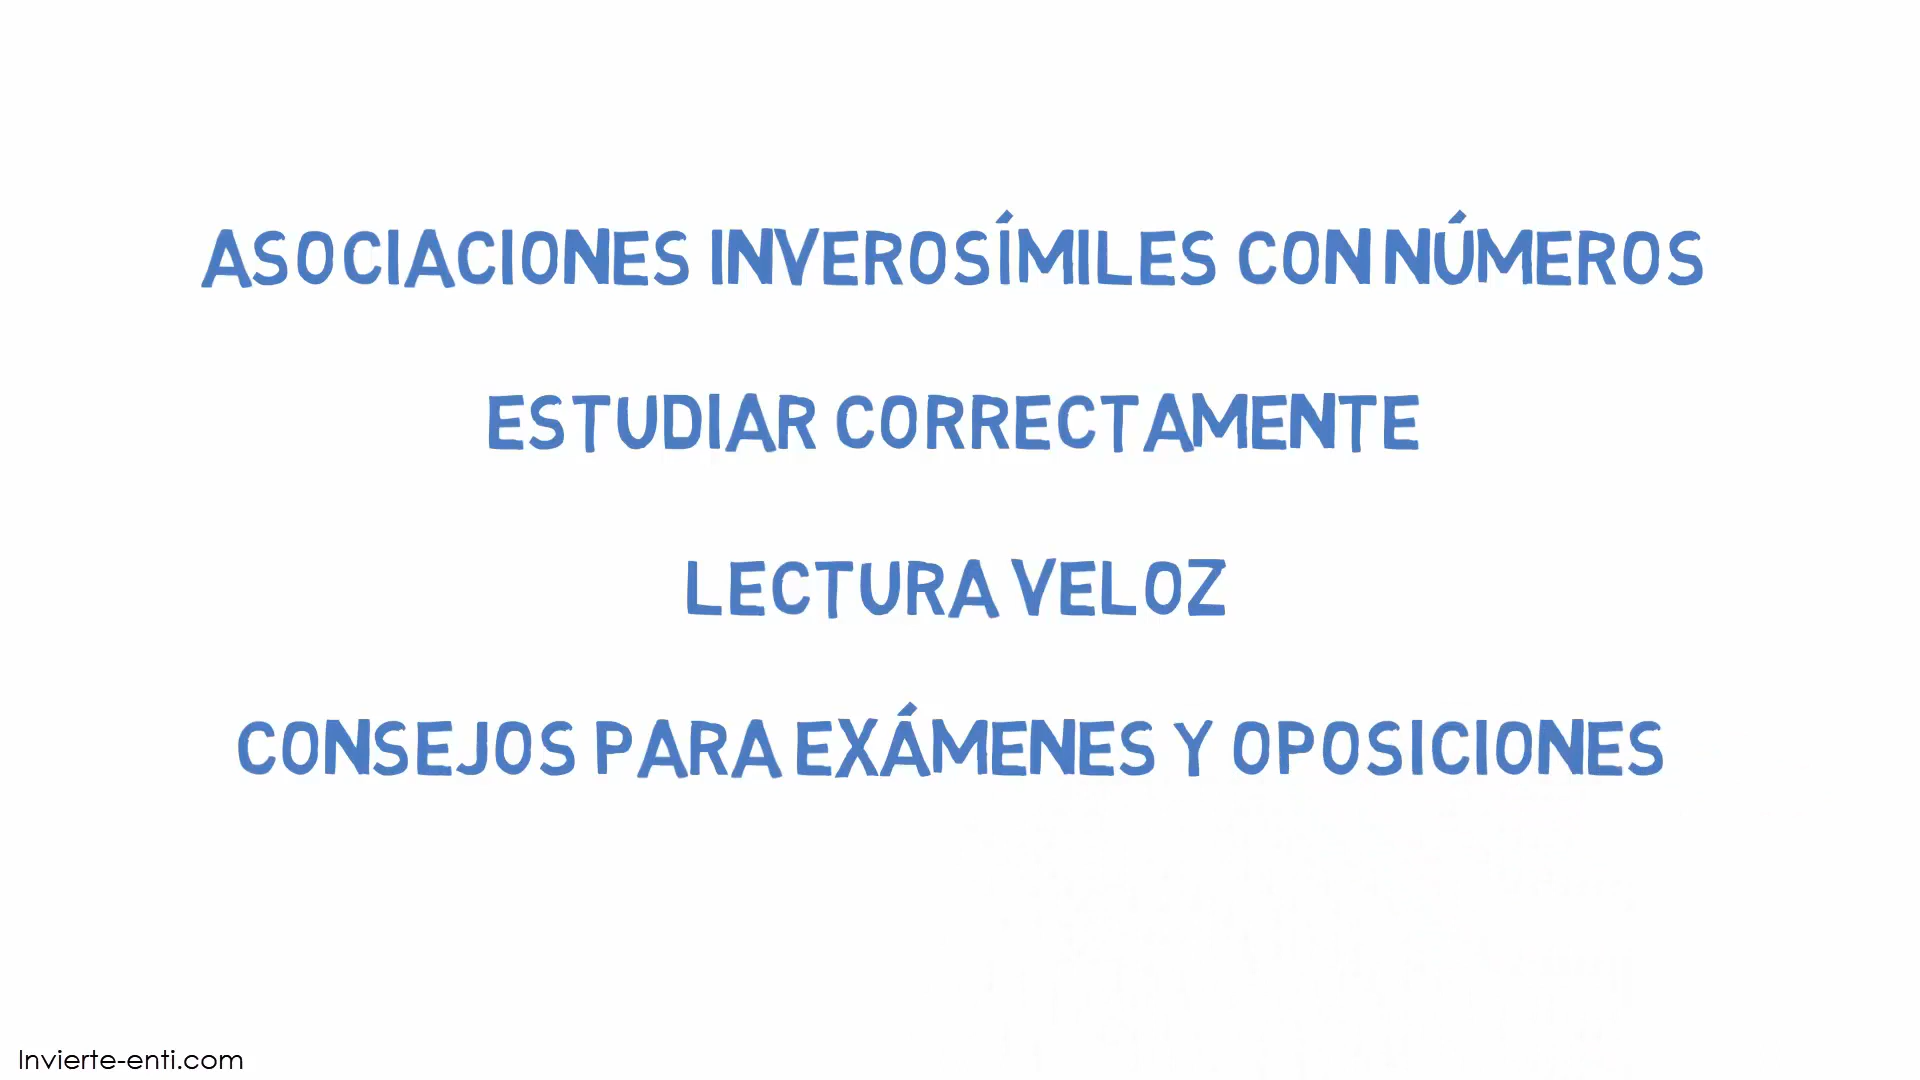 ASOCIACIONES INVEROSÍMILES CON NÚMEROS
ESTUDIAR CORRECTAMENTE
LECTURA VELOZ
CONSEJOS PARA EXÁMENES Y OPOSICIONES
Invierte-enti.com